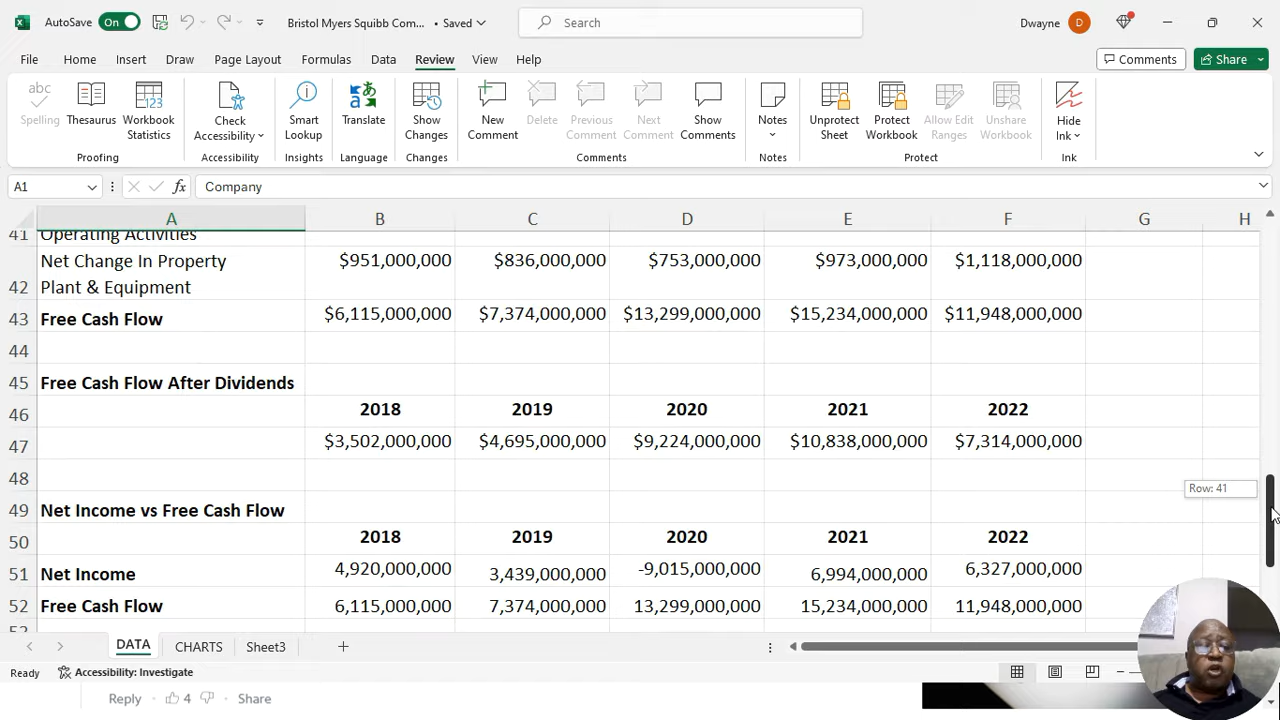 AutoSave On Bristol Myers Squibb Com... • Saved Search Dwayne D
File Home Insert Draw Page Layout Formulas Data Review View Help Comments Share
abc Spelling Thesaurus Workbook Statistics Check Accessibility Smart Lookup Translate Show Changes New Comment Delete Previous Comment Next Comment Show Comments Notes Unprotect Sheet Protect Workbook Allow Edit Ranges Unshare Workbook Hide Ink
Proofing Accessibility Insights Language Changes Comments Notes Protect Ink
A1 fx Company
A B C D E F G H
41 Operating Activities
42 Net Change In Property Plant & Equipment $951,000,000 $836,000,000 $753,000,000 $973,000,000 $1,118,000,000
43 Free Cash Flow $6,115,000,000 $7,374,000,000 $13,299,000,000 $15,234,000,000 $11,948,000,000
44
45 Free Cash Flow After Dividends
46 2018 2019 2020 2021 2022
47 $3,502,000,000 $4,695,000,000 $9,224,000,000 $10,838,000,000 $7,314,000,000
48 Row: 41
49 Net Income vs Free Cash Flow
50 2018 2019 2020 2021 2022
51 Net Income 4,920,000,000 3,439,000,000 -9,015,000,000 6,994,000,000 6,327,000,000
52 Free Cash Flow 6,115,000,000 7,374,000,000 13,299,000,000 15,234,000,000 11,948,000,000
DATA CHARTS Sheet3
Ready Accessibility: Investigate
Reply 4 Share